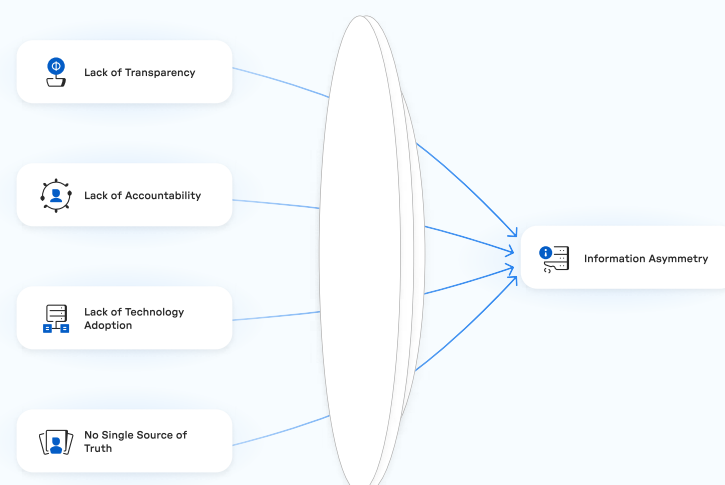 Lack of Transparency
Lack of Accountability
Lack of Technology
Adoption
No Single Source of
Truth
Information Asymmetry